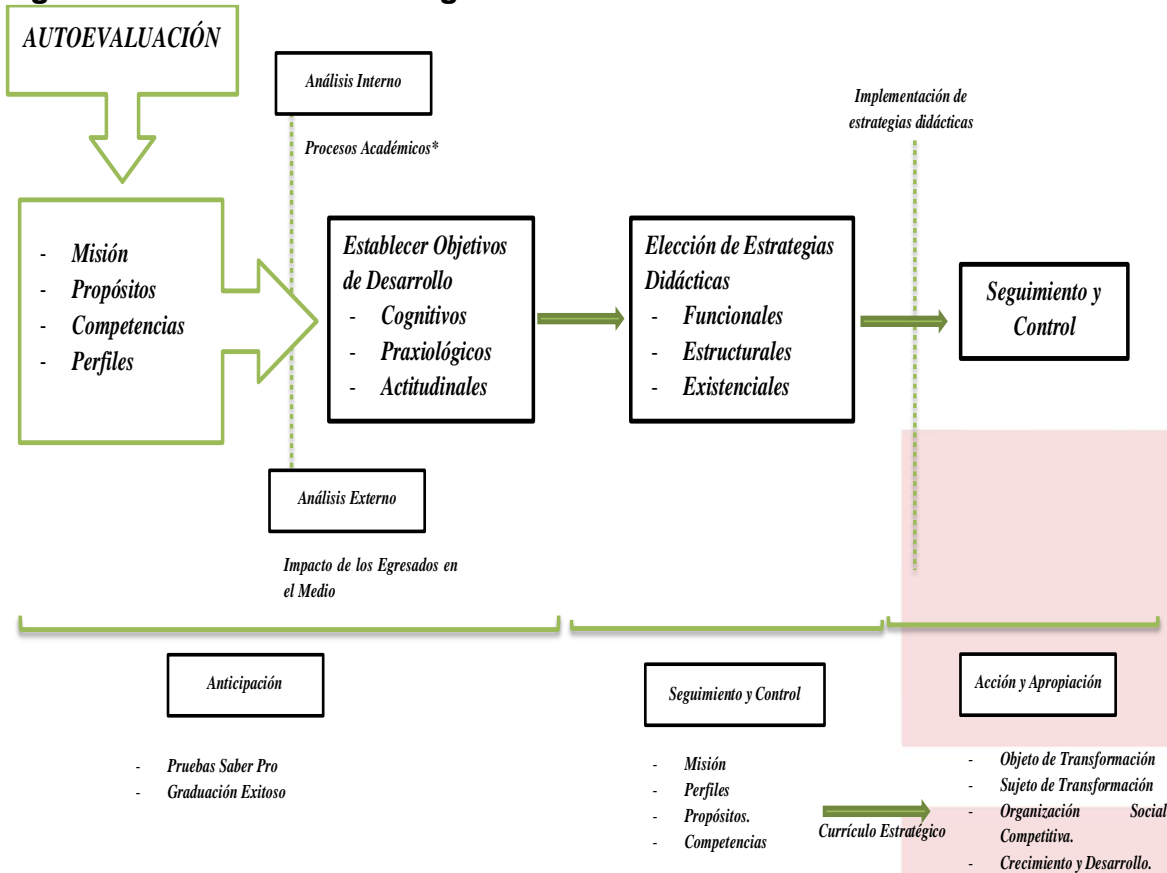 AUTOEVALUACIÓN
Análisis Interno
Procesos Académicos*
Implementación de
estrategias didácticas
- Misión
- Propósitos
- Competencias
- Perfiles
Establecer Objetivos
de Desarrollo
- Cognitivos
- Praxiológicos
- Actitudinales
Elección de Estrategias
Didácticas
- Funcionales
- Estructurales
- Existenciales
Seguimiento y
Control
Análisis Externo
Impacto de los Egresados en
el Medio
Anticipación
- Pruebas Saber Pro
- Graduación Exitoso
Seguimiento y Control
- Misión
- Perfiles
- Propósitos.
- Competencias
Currículo Estratégico
Acción y Apropiación
- Objeto de Transformación
- Sujeto de Transformación
- Organización Social
Competitiva.
- Crecimiento y Desarrollo.